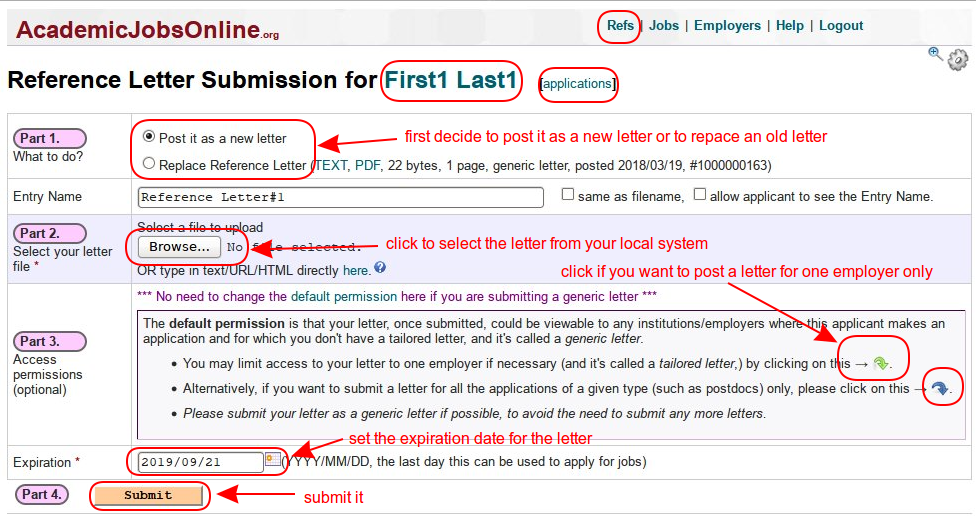 AcademicJobsOnline.org
Refs | Jobs | Employers | Help | Logout
Reference Letter Submission for First1 Last1 [applications]
Part 1.
What to do?
Post it as a new letter
first decide to post it as a new letter or to repace an old letter
Replace Reference Letter (TEXT, PDF, 22 bytes, 1 page, generic letter, posted 2018/03/19, #1000000163)
Entry Name
Reference Letter#1
same as filename, allow applicant to see the Entry Name.
Part 2.
Select your letter
file *
Select a file to upload
Browse... No file selected.
click to select the letter from your local system
OR type in text/URL/HTML directly here. ?
click if you want to post a letter for one employer only
*** No need to change the default permission here if you are submitting a generic letter ***
Part 3.
Access
permissions
(optional)
The default permission is that your letter, once submitted, could be viewable to any institutions/employers where this applicant makes an
application and for which you don't have a tailored letter, and it's called a generic letter.
• You may limit access to your letter to one employer if necessary (and it's called a tailored letter,) by clicking on this → .
• Alternatively, if you want to submit a letter for all the applications of a given type (such as postdocs) only, please click on this → .
• Please submit your letter as a generic letter if possible, to avoid the need to submit any more letters.
set the expiration date for the letter
Expiration *
2019/09/21 (YYYY/MM/DD, the last day this can be used to apply for jobs)
Part 4.
Submit
submit it